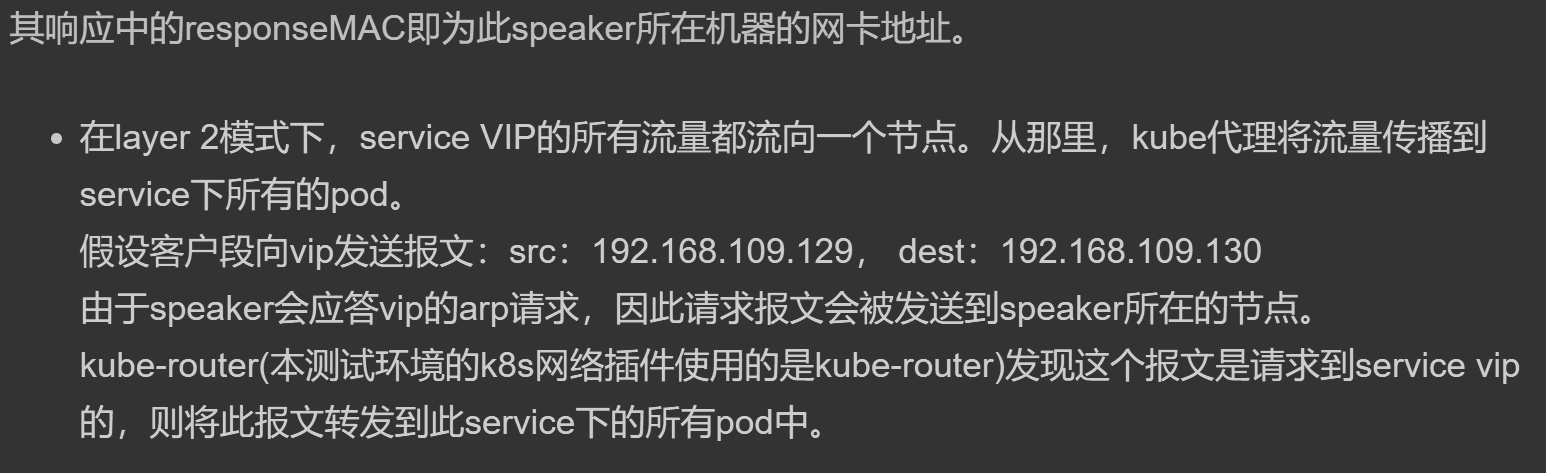 其响应中的responseMAC即为此speaker所在机器的网卡地址。
在layer 2模式下，service VIP的所有流量都流向一个节点。从那里，kube代理将流量传播到
service下所有的pod。
假设客户段向vip发送报文：src：192.168.109.129， dest：192.168.109.130
由于speaker会应答vip的arp请求，因此请求报文会被发送到speaker所在的节点。
kube-router(本测试环境的k8s网络插件使用的是kube-router)发现这个报文是请求到service vip
的，则将此报文转发到此service下的所有pod中。